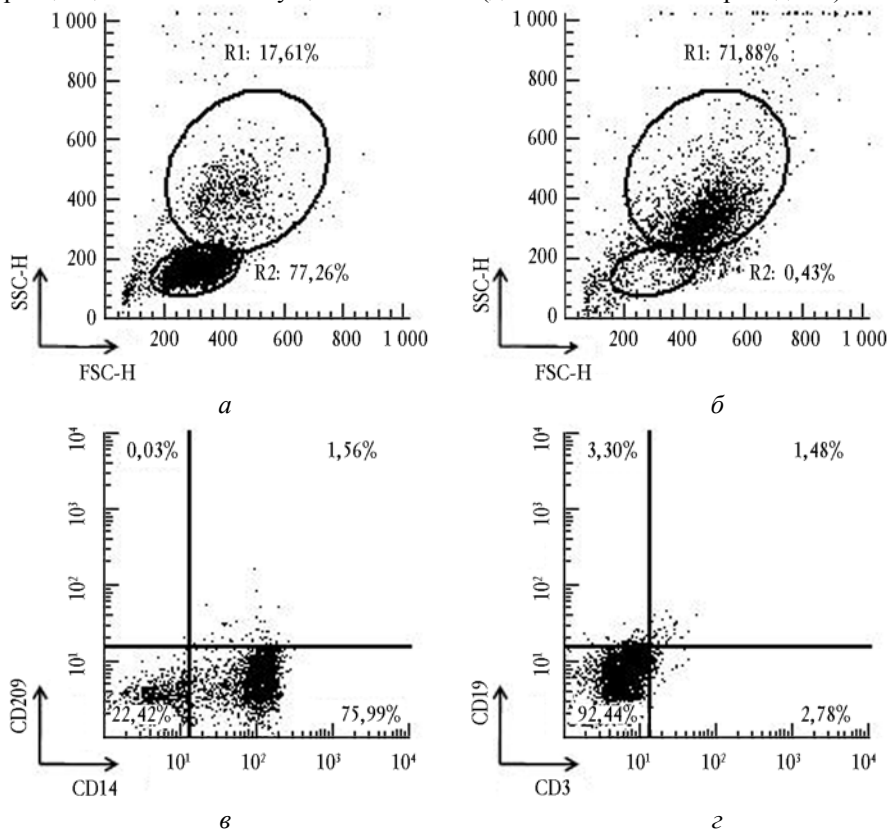 R1: 17,61%
R2: 77,26%
1 000
800
600
400
200
0
200 400 600 800 1 000
SSC-H
FSC-H
а
R1: 71,88%
R2: 0,43%
1 000
800
600
400
200
0
200 400 600 800 1 000
SSC-H
FSC-H
б
0,03% 1,56%
22,42% 75,99%
10⁴
10³
10²
10¹
10¹ 10² 10³ 10⁴
CD209
CD14
в
3,30% 1,48%
92,44% 2,78%
10⁴
10³
10²
10¹
10¹ 10² 10³ 10⁴
CD19
CD3
г